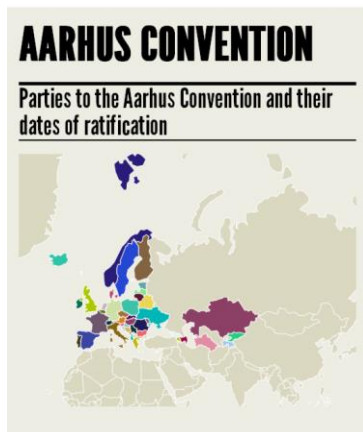 AARHUS CONVENTION
Parties to the Aarhus Convention and their
dates of ratification